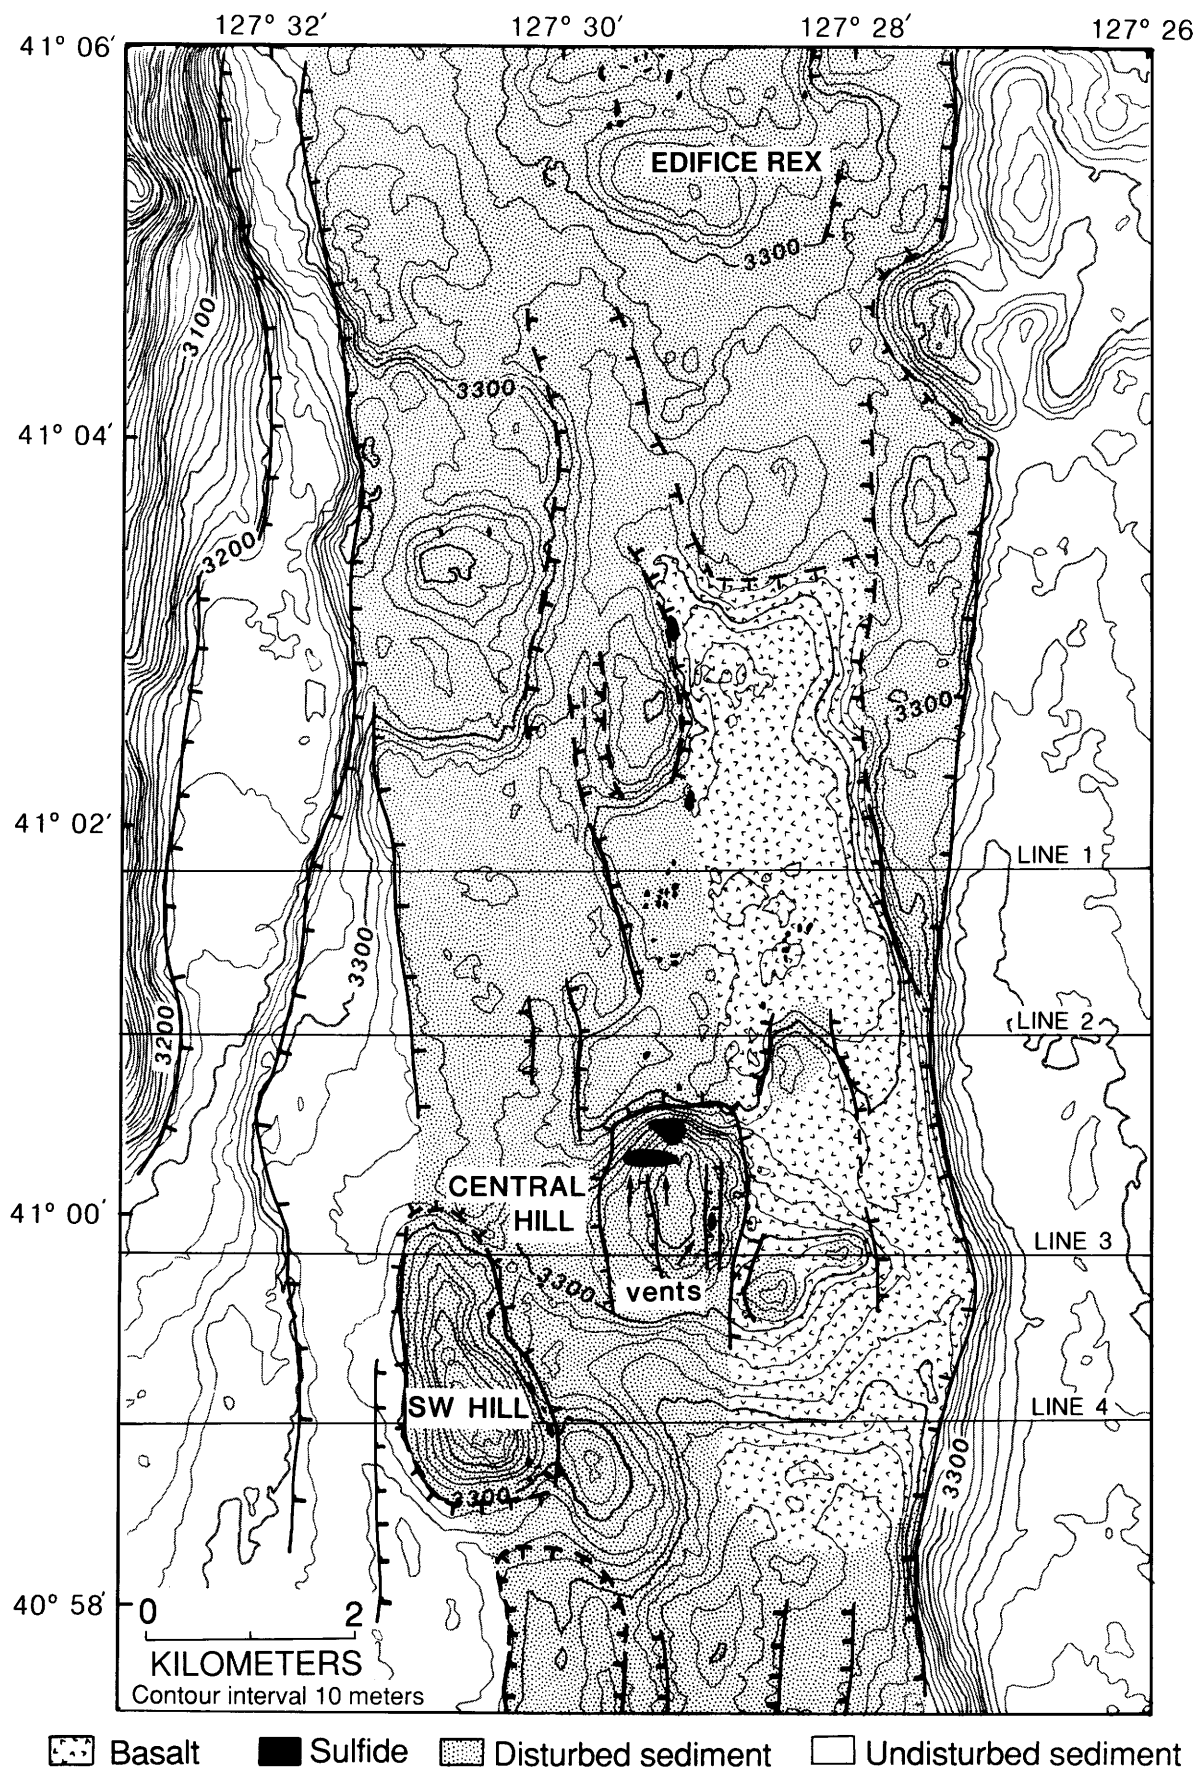 127° 32′ 127° 30′ 127° 28′ 127° 26
41° 06′
EDIFICE REX
3300
3100
3300
41° 04′
3200
3300
41° 02′
LINE 1
3300
3200
LINE 2
CENTRAL
HILL
41° 00′
LINE 3
3300
vents
SW HILL
LINE 4
3300
3300
40° 58′
0 2
KILOMETERS
Contour interval 10 meters
Basalt Sulfide Disturbed sediment Undisturbed sediment